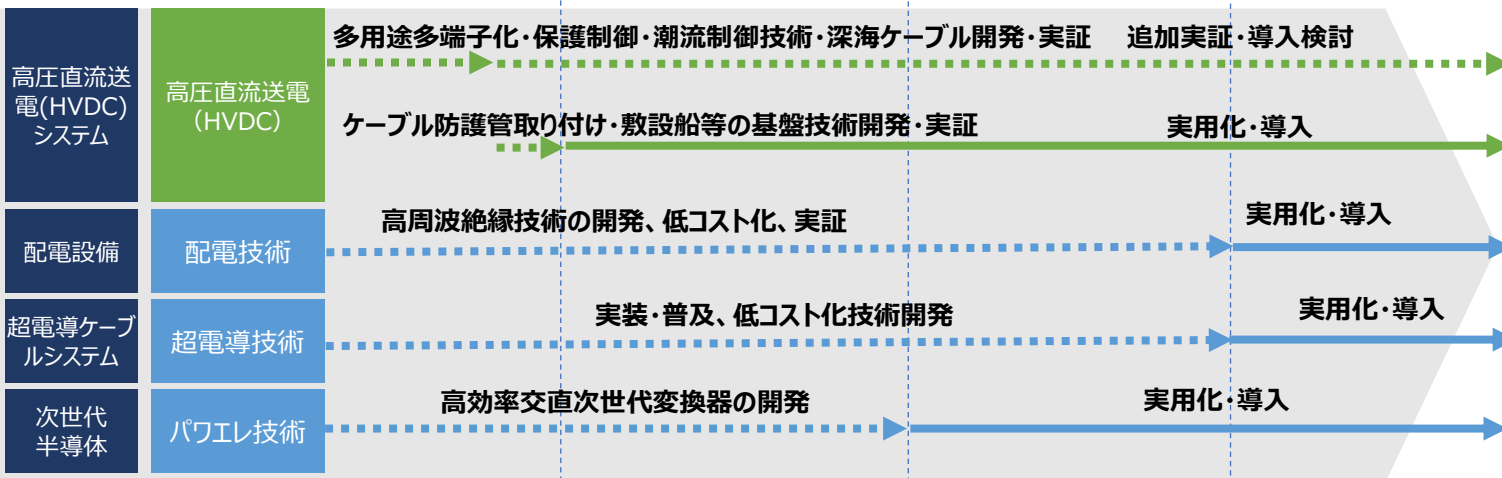 高圧直流送
電(HVDC)
システム
高圧直流送電
(HVDC)
多用途多端子化・保護制御・潮流制御技術・深海ケーブル開発・実証
追加実証・導入検討
ケーブル防護管取り付け・敷設船等の基盤技術開発・実証
実用化・導入
配電設備
配電技術
高周波絶縁技術の開発、低コスト化、実証
実用化・導入
超電導ケーブ
ルシステム
超電導技術
実装・普及、低コスト化技術開発
実用化・導入
次世代
半導体
パワエレ技術
高効率交直次世代変換器の開発
実用化・導入